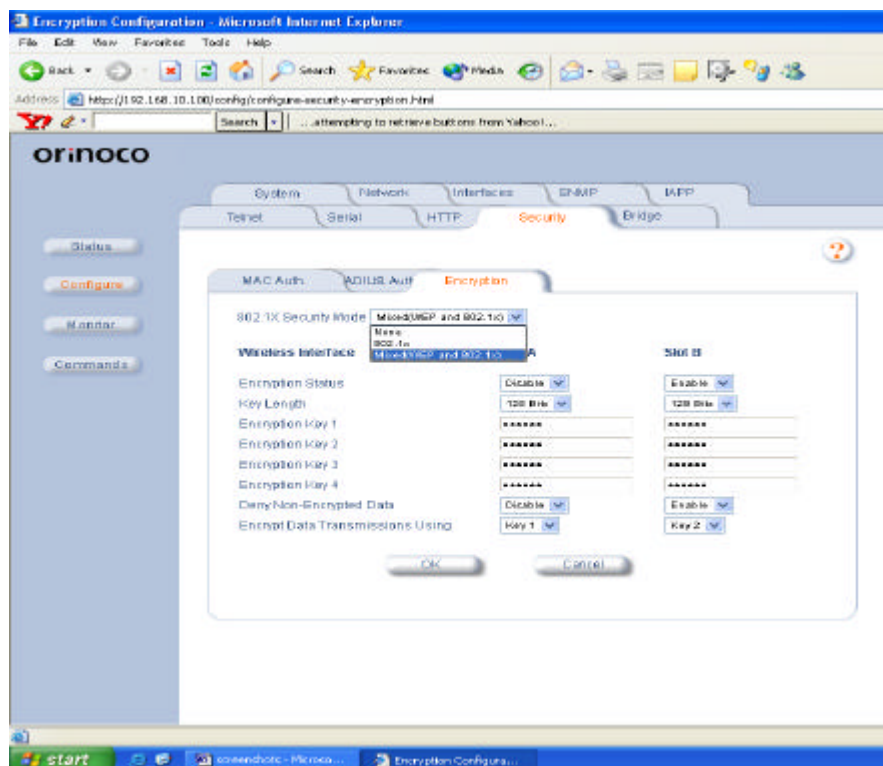 Encryption Configuration - Microsoft Internet Explorer
File Edit View Favorites Tools Help
Back Search Favorites Media
Address http://192.168.10.100/config/configure-security-encryption.html
Search ...attempting to retrieve buttons from Yahoo!...
orinoco
System Network Interfaces SNMP IAPP
Telnet Serial HTTP Security Bridge
Status
Configure
Monitor
Commands
?
MAC Auth ADIUS Auth Encryption
802.1X Security Mode Mixed(WEP and 802.1x)
None
802.1x
Mixed(WEP and 802.1x)
Wireless Interface A Slot B
Encryption Status Disable Enable
Key Length 128 Bits 128 Bits
Encryption Key 1 ****** ******
Encryption Key 2 ****** ******
Encryption Key 3 ****** ******
Encryption Key 4 ****** ******
Deny Non-Encrypted Data Disable Enable
Encrypt Data Transmissions Using Key 1 Key 2
OK Cancel
start screenshots - Microso... Encryption Configura...